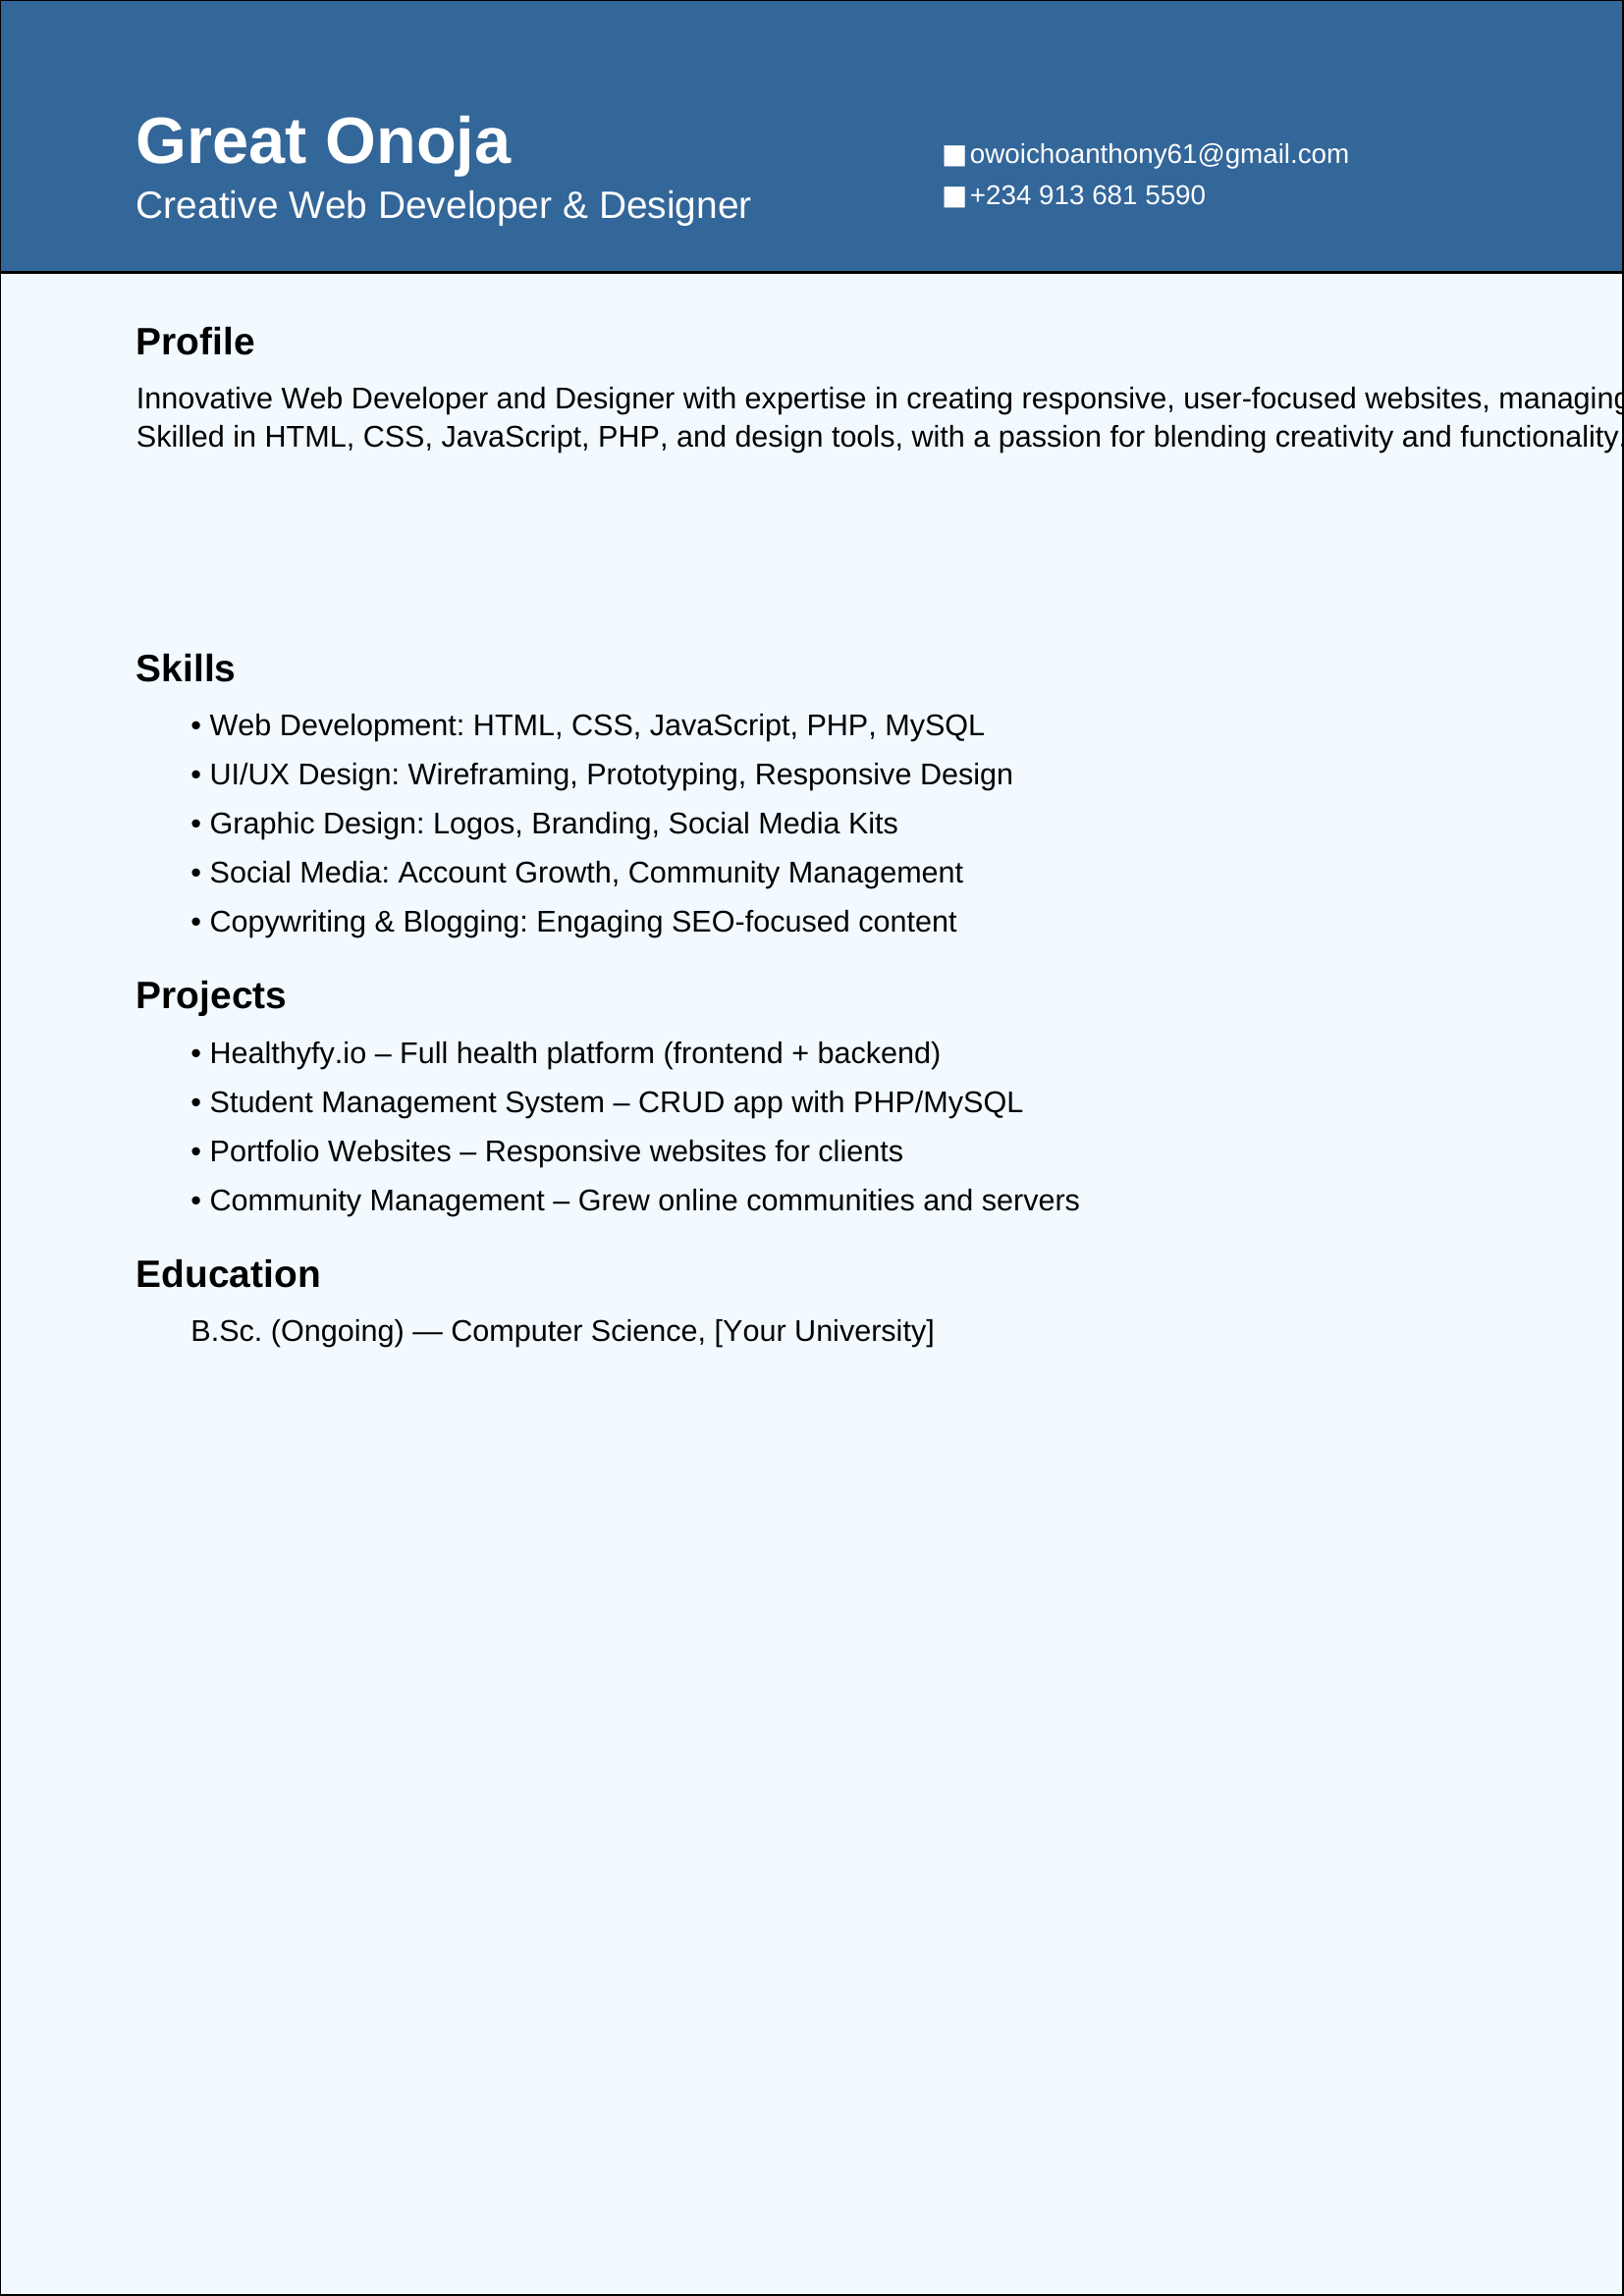 Great Onoja
Creative Web Developer & Designer
owoichoanthony61@gmail.com
+234 913 681 5590
Profile
Innovative Web Developer and Designer with expertise in creating responsive, user-focused websites, managing
Skilled in HTML, CSS, JavaScript, PHP, and design tools, with a passion for blending creativity and functionality.
Skills
• Web Development: HTML, CSS, JavaScript, PHP, MySQL
• UI/UX Design: Wireframing, Prototyping, Responsive Design
• Graphic Design: Logos, Branding, Social Media Kits
• Social Media: Account Growth, Community Management
• Copywriting & Blogging: Engaging SEO-focused content
Projects
• Healthyfy.io – Full health platform (frontend + backend)
• Student Management System – CRUD app with PHP/MySQL
• Portfolio Websites – Responsive websites for clients
• Community Management – Grew online communities and servers
Education
B.Sc. (Ongoing) — Computer Science, [Your University]